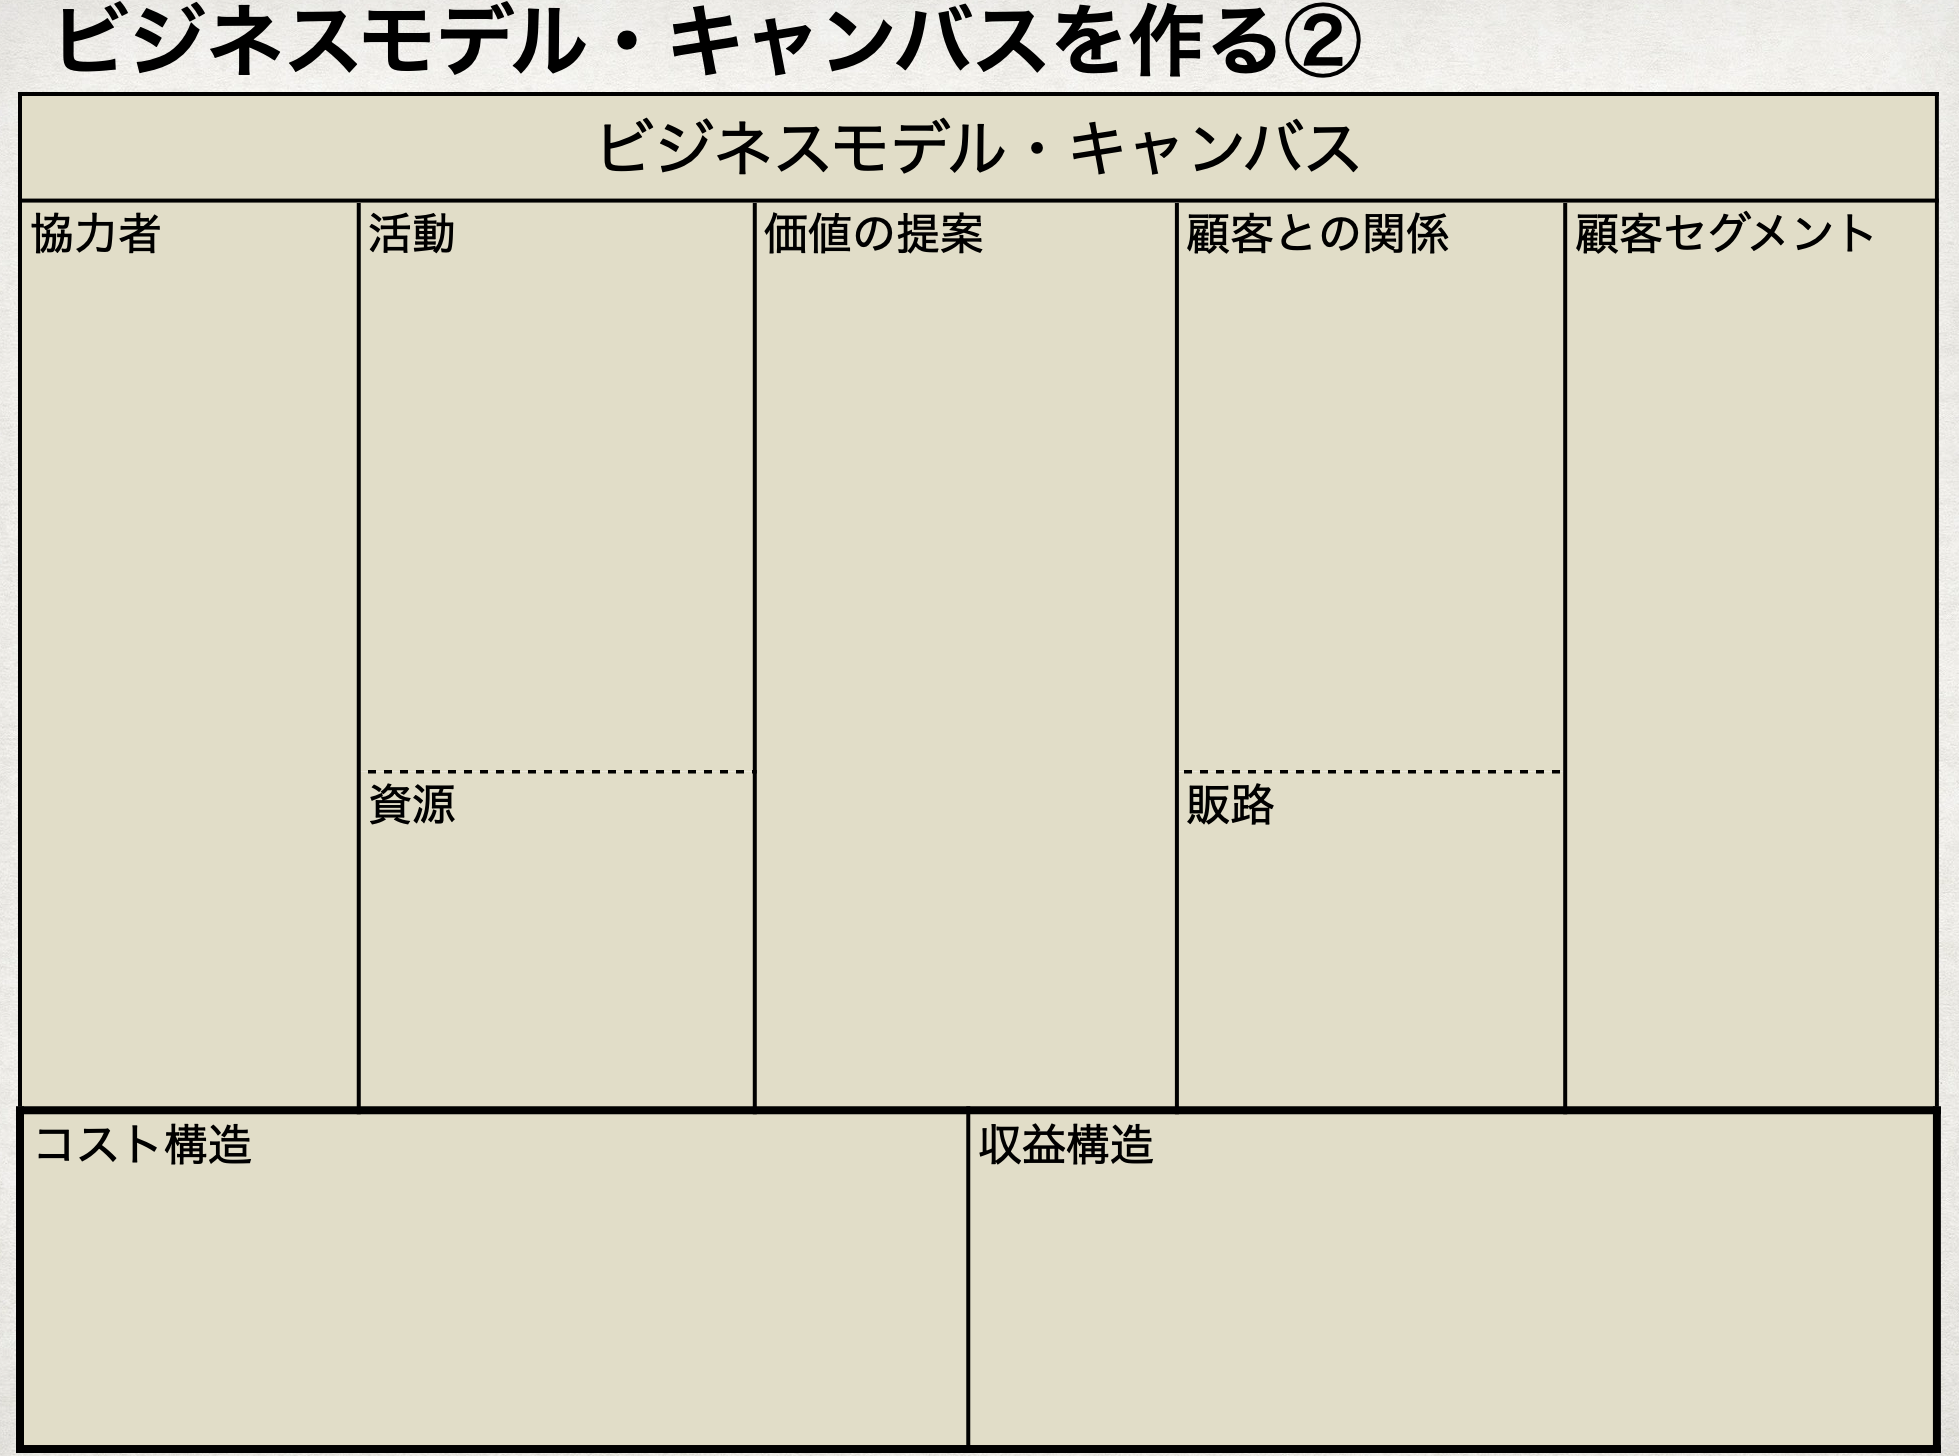 ビジネスモデル・キャンバスを作る②
ビジネスモデル・キャンバス
協力者
活動
価値の提案
顧客との関係
顧客セグメント
資源
販路
コスト構造
収益構造